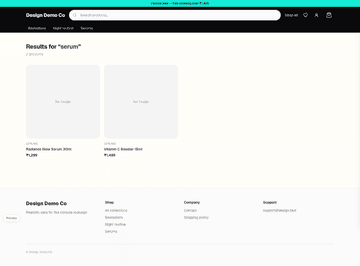 Design Demo Co
Search products...
Shop all
Bestsellers
Night routine
Serums
Results for "serum"
2 products
No image
No image
Radiance Glow Serum 30ml
₹1,299
Vitamin C Booster 15ml
₹1,499
Design Demo Co
Shop
Company
Support
All collections
Contact
Bestsellers
Shipping policy
Night routine
Serums